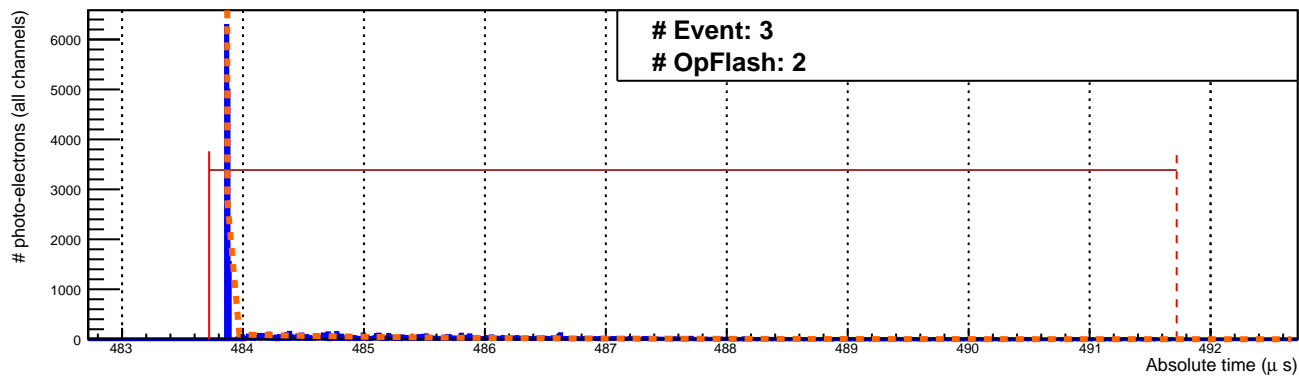 # Event: 3
# OpFlash: 2
# photo-electrons (all channels)
6000
5000
4000
3000
2000
1000
0
483 484 485 486 487 488 489 490 491 492
Absolute time (μ s)